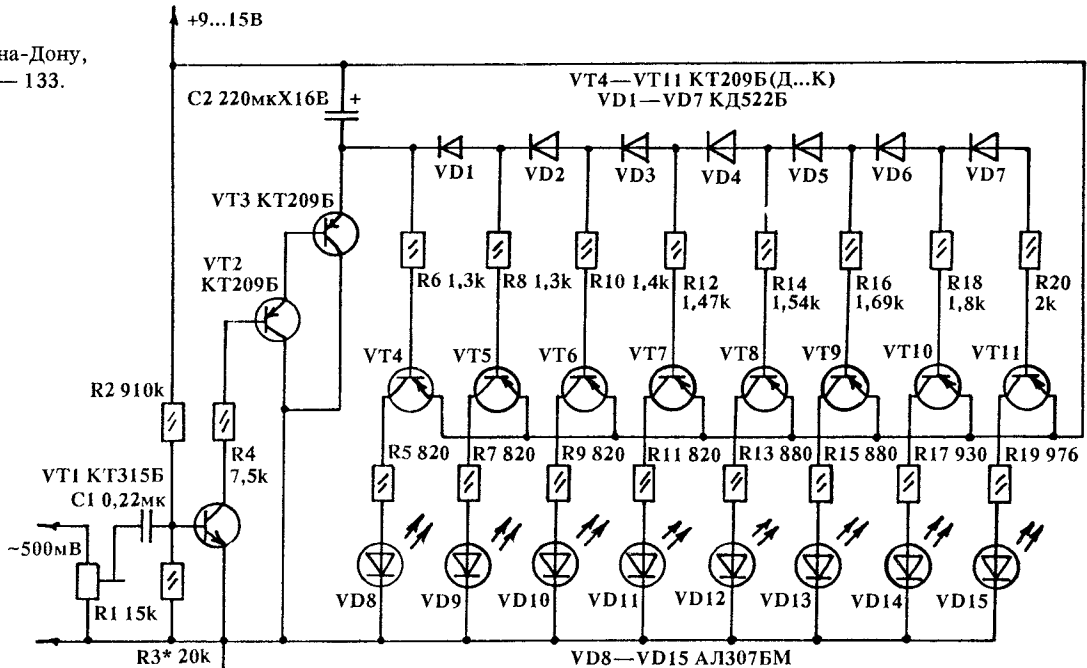 +9...15В
на-Дону,
— 133.
С2 220мкХ16В
+
VT4—VT11 КТ209Б(Д...К)
VD1—VD7 КД522Б
VD1
VD2
VD3
VD4
VD5
VD6
VD7
VT3 КТ209Б
VT2
КТ209Б
R6 1,3k
R8 1,3k
R10 1,4k
R12
1,47k
R14
1,54k
R16
1,69k
R18
1,8k
R20
2k
VT4
VT5
VT6
VT7
VT8
VT9
VT10
VT11
R2 910k
R4
7,5k
R5 820
R7 820
R9 820
R11 820
R13 880
R15 880
R17 930
R19 976
VT1 КТ315Б
С1 0,22мк
~500мВ
R1 15k
R3* 20k
VD8
VD9
VD10
VD11
VD12
VD13
VD14
VD15
VD8—VD15 АЛ307БМ